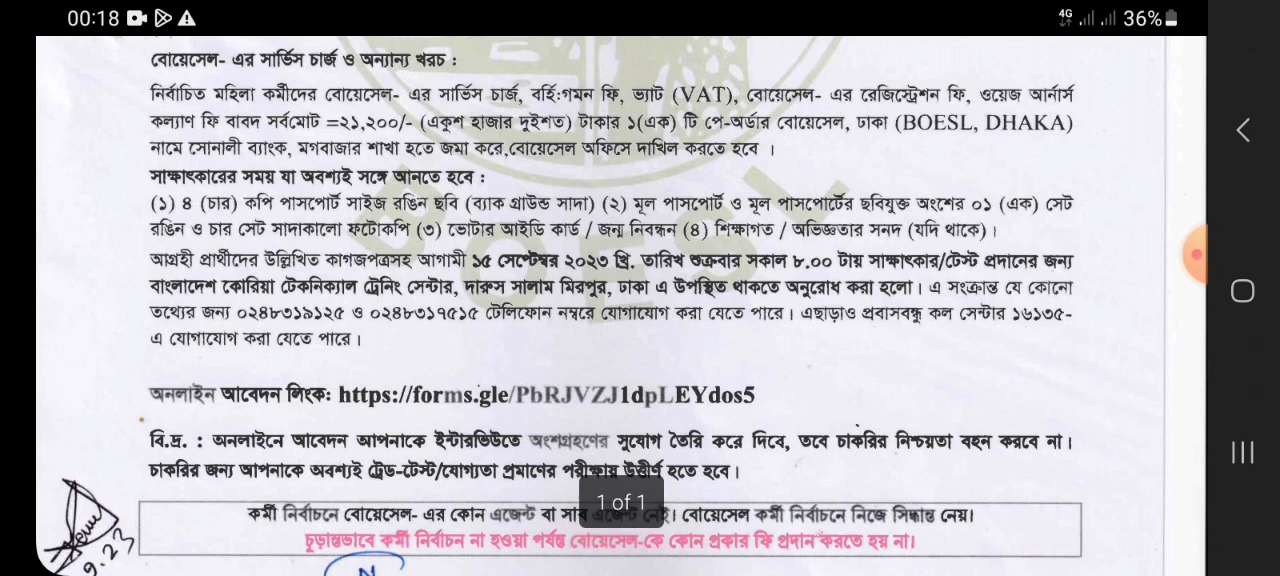 00:18
4G
36%
বোয়েসেল- এর সার্ভিস চার্জ ও অন্যান্য খরচ :
নির্বাচিত মহিলা কর্মীদের বোয়েসেল- এর সার্ভিস চার্জ, বর্হি:গমন ফি, ভ্যাট (VAT), বোয়েসেল- এর রেজিস্ট্রেশন ফি, ওয়েজ আর্নার্স
কল্যাণ ফি বাবদ সর্বমোট =২১,২০০/- (একুশ হাজার দুইশত) টাকার ১(এক) টি পে-অর্ডার বোয়েসেল, ঢাকা (BOESL, DHAKA)
নামে সোনালী ব্যাংক, মগবাজার শাখা হতে জমা করে,বোয়েসেল অফিসে দাখিল করতে হবে ।
সাক্ষাৎকারের সময় যা অবশ্যই সঙ্গে আনতে হবে :
(১) ৪ (চার) কপি পাসপোর্ট সাইজ রঙিন ছবি (ব্যাক গ্রাউন্ড সাদা) (২) মূল পাসপোর্ট ও মূল পাসপোর্টের ছবিযুক্ত অংশের ০১ (এক) সেট
রঙিন ও চার সেট সাদাকালো ফটোকপি (৩) ভোটার আইডি কার্ড / জন্ম নিবন্ধন (৪) শিক্ষাগত / অভিজ্ঞতার সনদ (যদি থাকে)।
আগ্রহী প্রার্থীদের উল্লিখিত কাগজপত্রসহ আগামী ১৫ সেপ্টেম্বর ২০২৩ খ্রি. তারিখ শুক্রবার সকাল ৮.০০ টায় সাক্ষাৎকার/টেস্ট প্রদানের জন্য
বাংলাদেশ কোরিয়া টেকনিক্যাল ট্রেনিং সেন্টার, দারুস সালাম মিরপুর, ঢাকা এ উপস্থিত থাকতে অনুরোধ করা হলো। এ সংক্রান্ত যে কোনো
তথ্যের জন্য ০২৪৮৩১৯১২৫ ও ০২৪৮৩১৭৫১৫ টেলিফোন নম্বরে যোগাযোগ করা যেতে পারে। এছাড়াও প্রবাসবন্ধু কল সেন্টার ১৬১৩৫-
এ যোগাযোগ করা যেতে পারে।
অনলাইন আবেদন লিংক: https://forms.gle/PbRJVZJ1dpLEYdos5
বি.দ্র. : অনলাইনে আবেদন আপনাকে ইন্টারভিউতে অংশগ্রহণের সুযোগ তৈরি করে দিবে, তবে চাকরির নিশ্চয়তা বহন করবে না।
চাকরির জন্য আপনাকে অবশ্যই ট্রেড-টেস্ট/যোগ্যতা প্রমাণের পরীক্ষায় উত্তীর্ণ হতে হবে।
1 of 1
কর্মী নির্বাচনে বোয়েসেল- এর কোন এজেন্ট বা সাব এজেন্ট নেই। বোয়েসেল কর্মী নির্বাচনে নিজে সিদ্ধান্ত নেয়।
চূড়ান্তভাবে কর্মী নির্বাচন না হওয়া পর্যন্ত বোয়েসেল-কে কোন প্রকার ফি প্রদান করতে হয় না।
BOESL